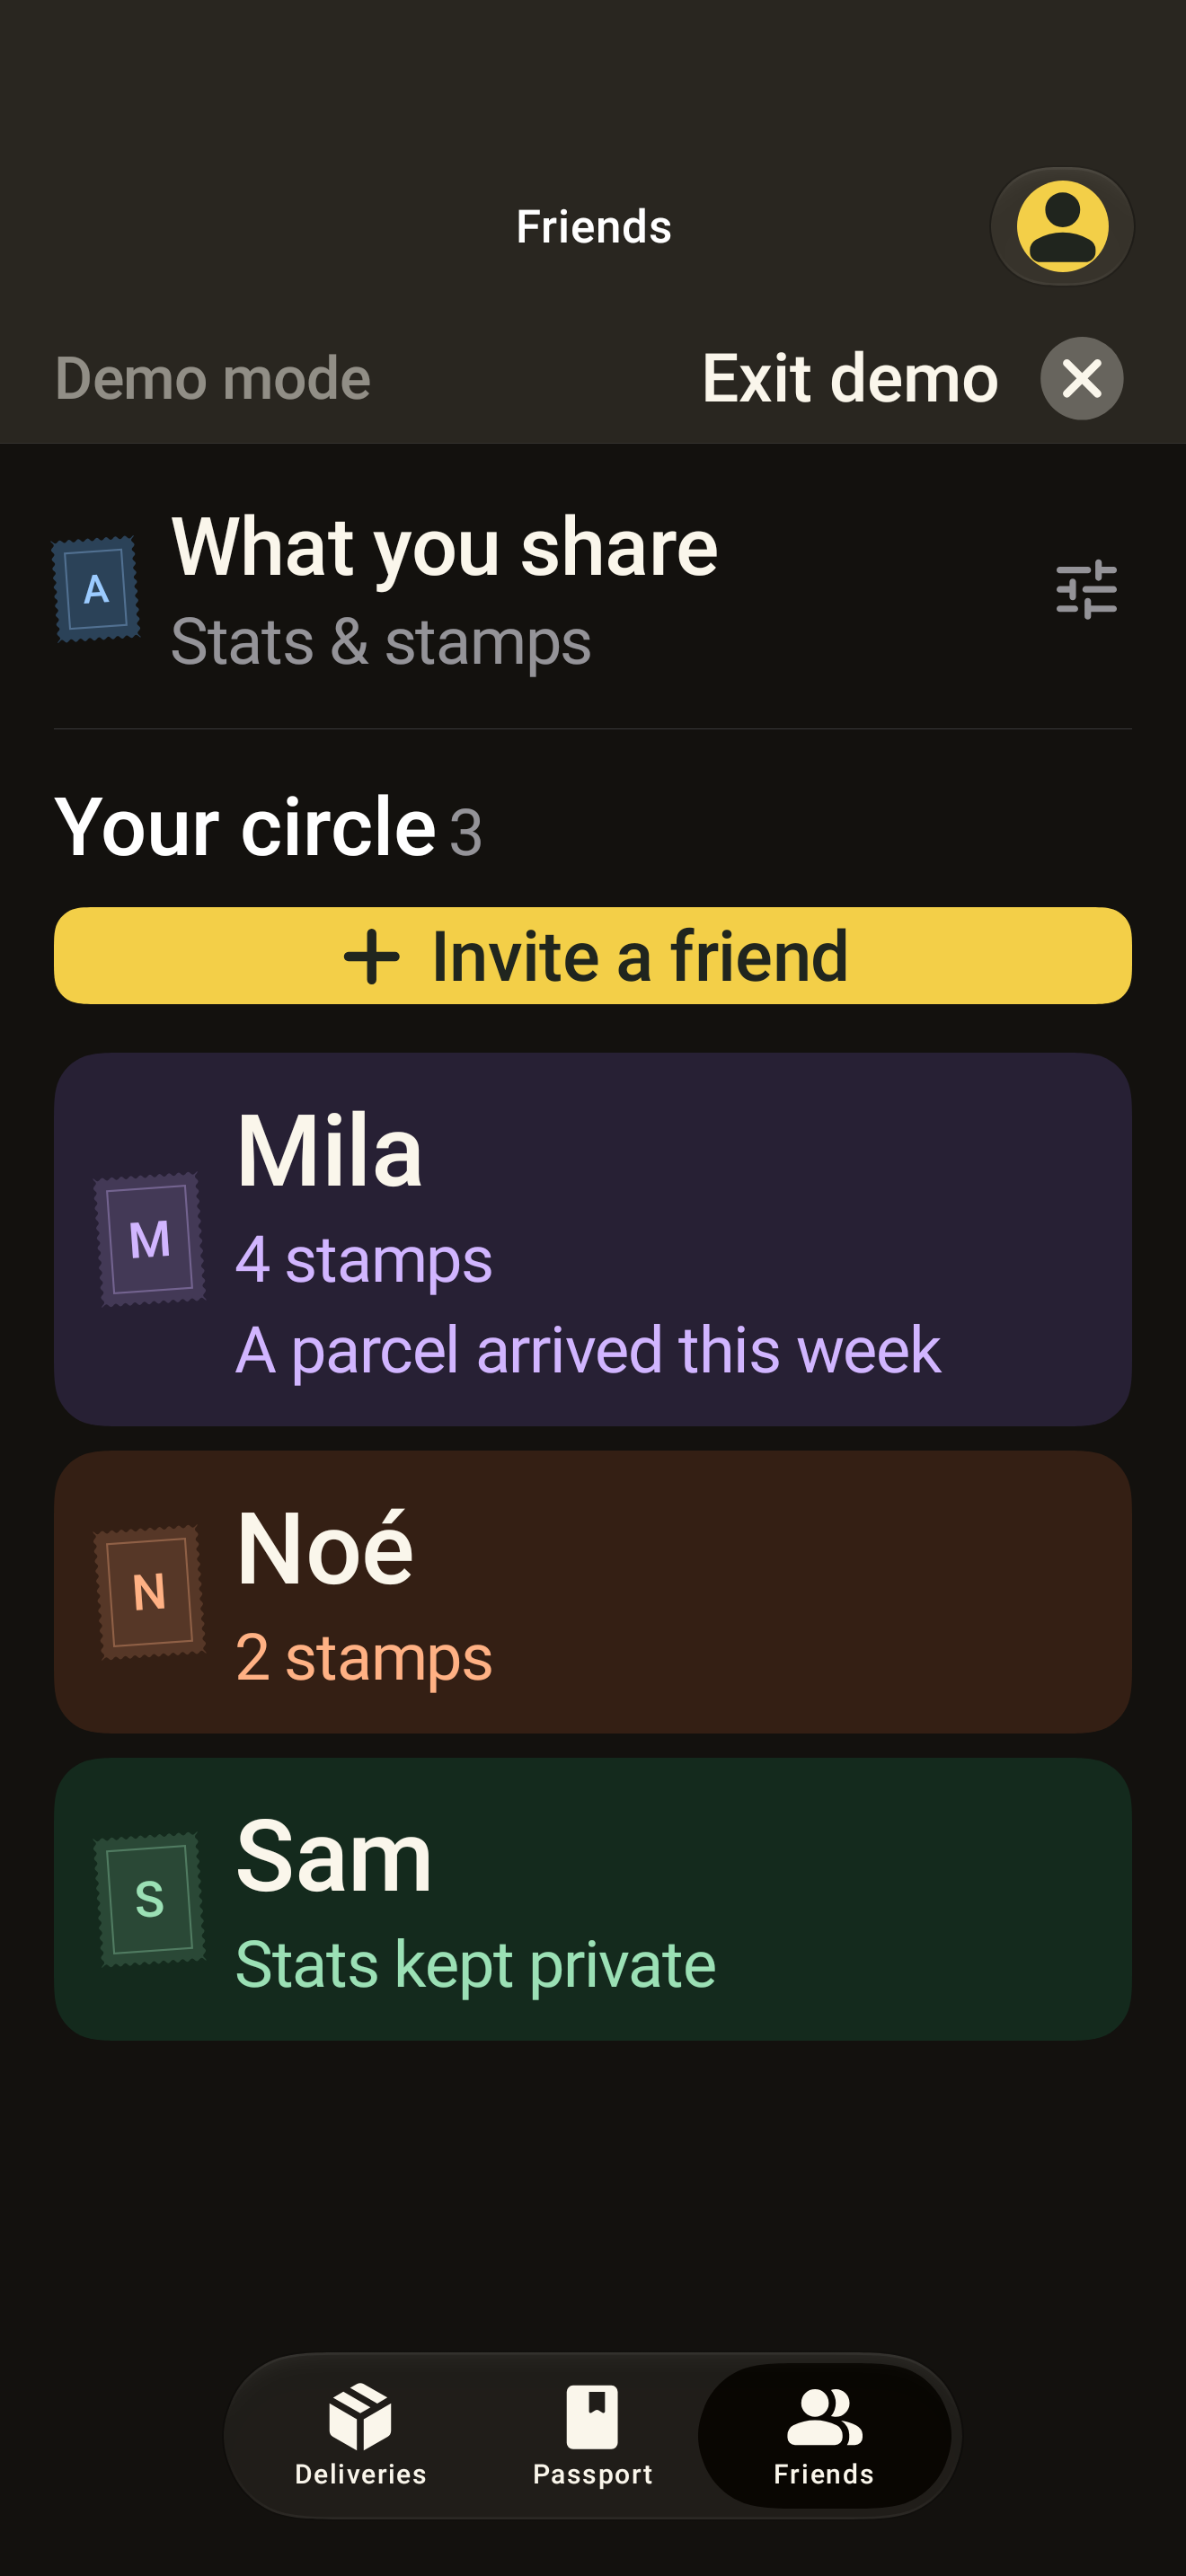 Friends
Demo mode
Exit demo
A
What you share
Stats & stamps
Your circle 3
Invite a friend
M
Mila
4 stamps
A parcel arrived this week
N
Noé
2 stamps
S
Sam
Stats kept private
Deliveries
Passport
Friends